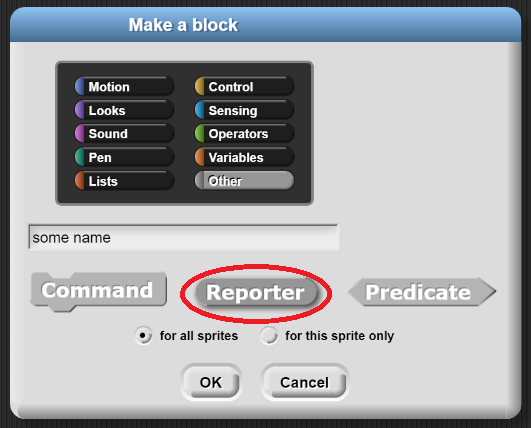 Make a block
Motion Control
Looks Sensing
Sound Operators
Pen Variables
Lists Other
some name
Command Reporter Predicate
for all sprites for this sprite only
OK Cancel